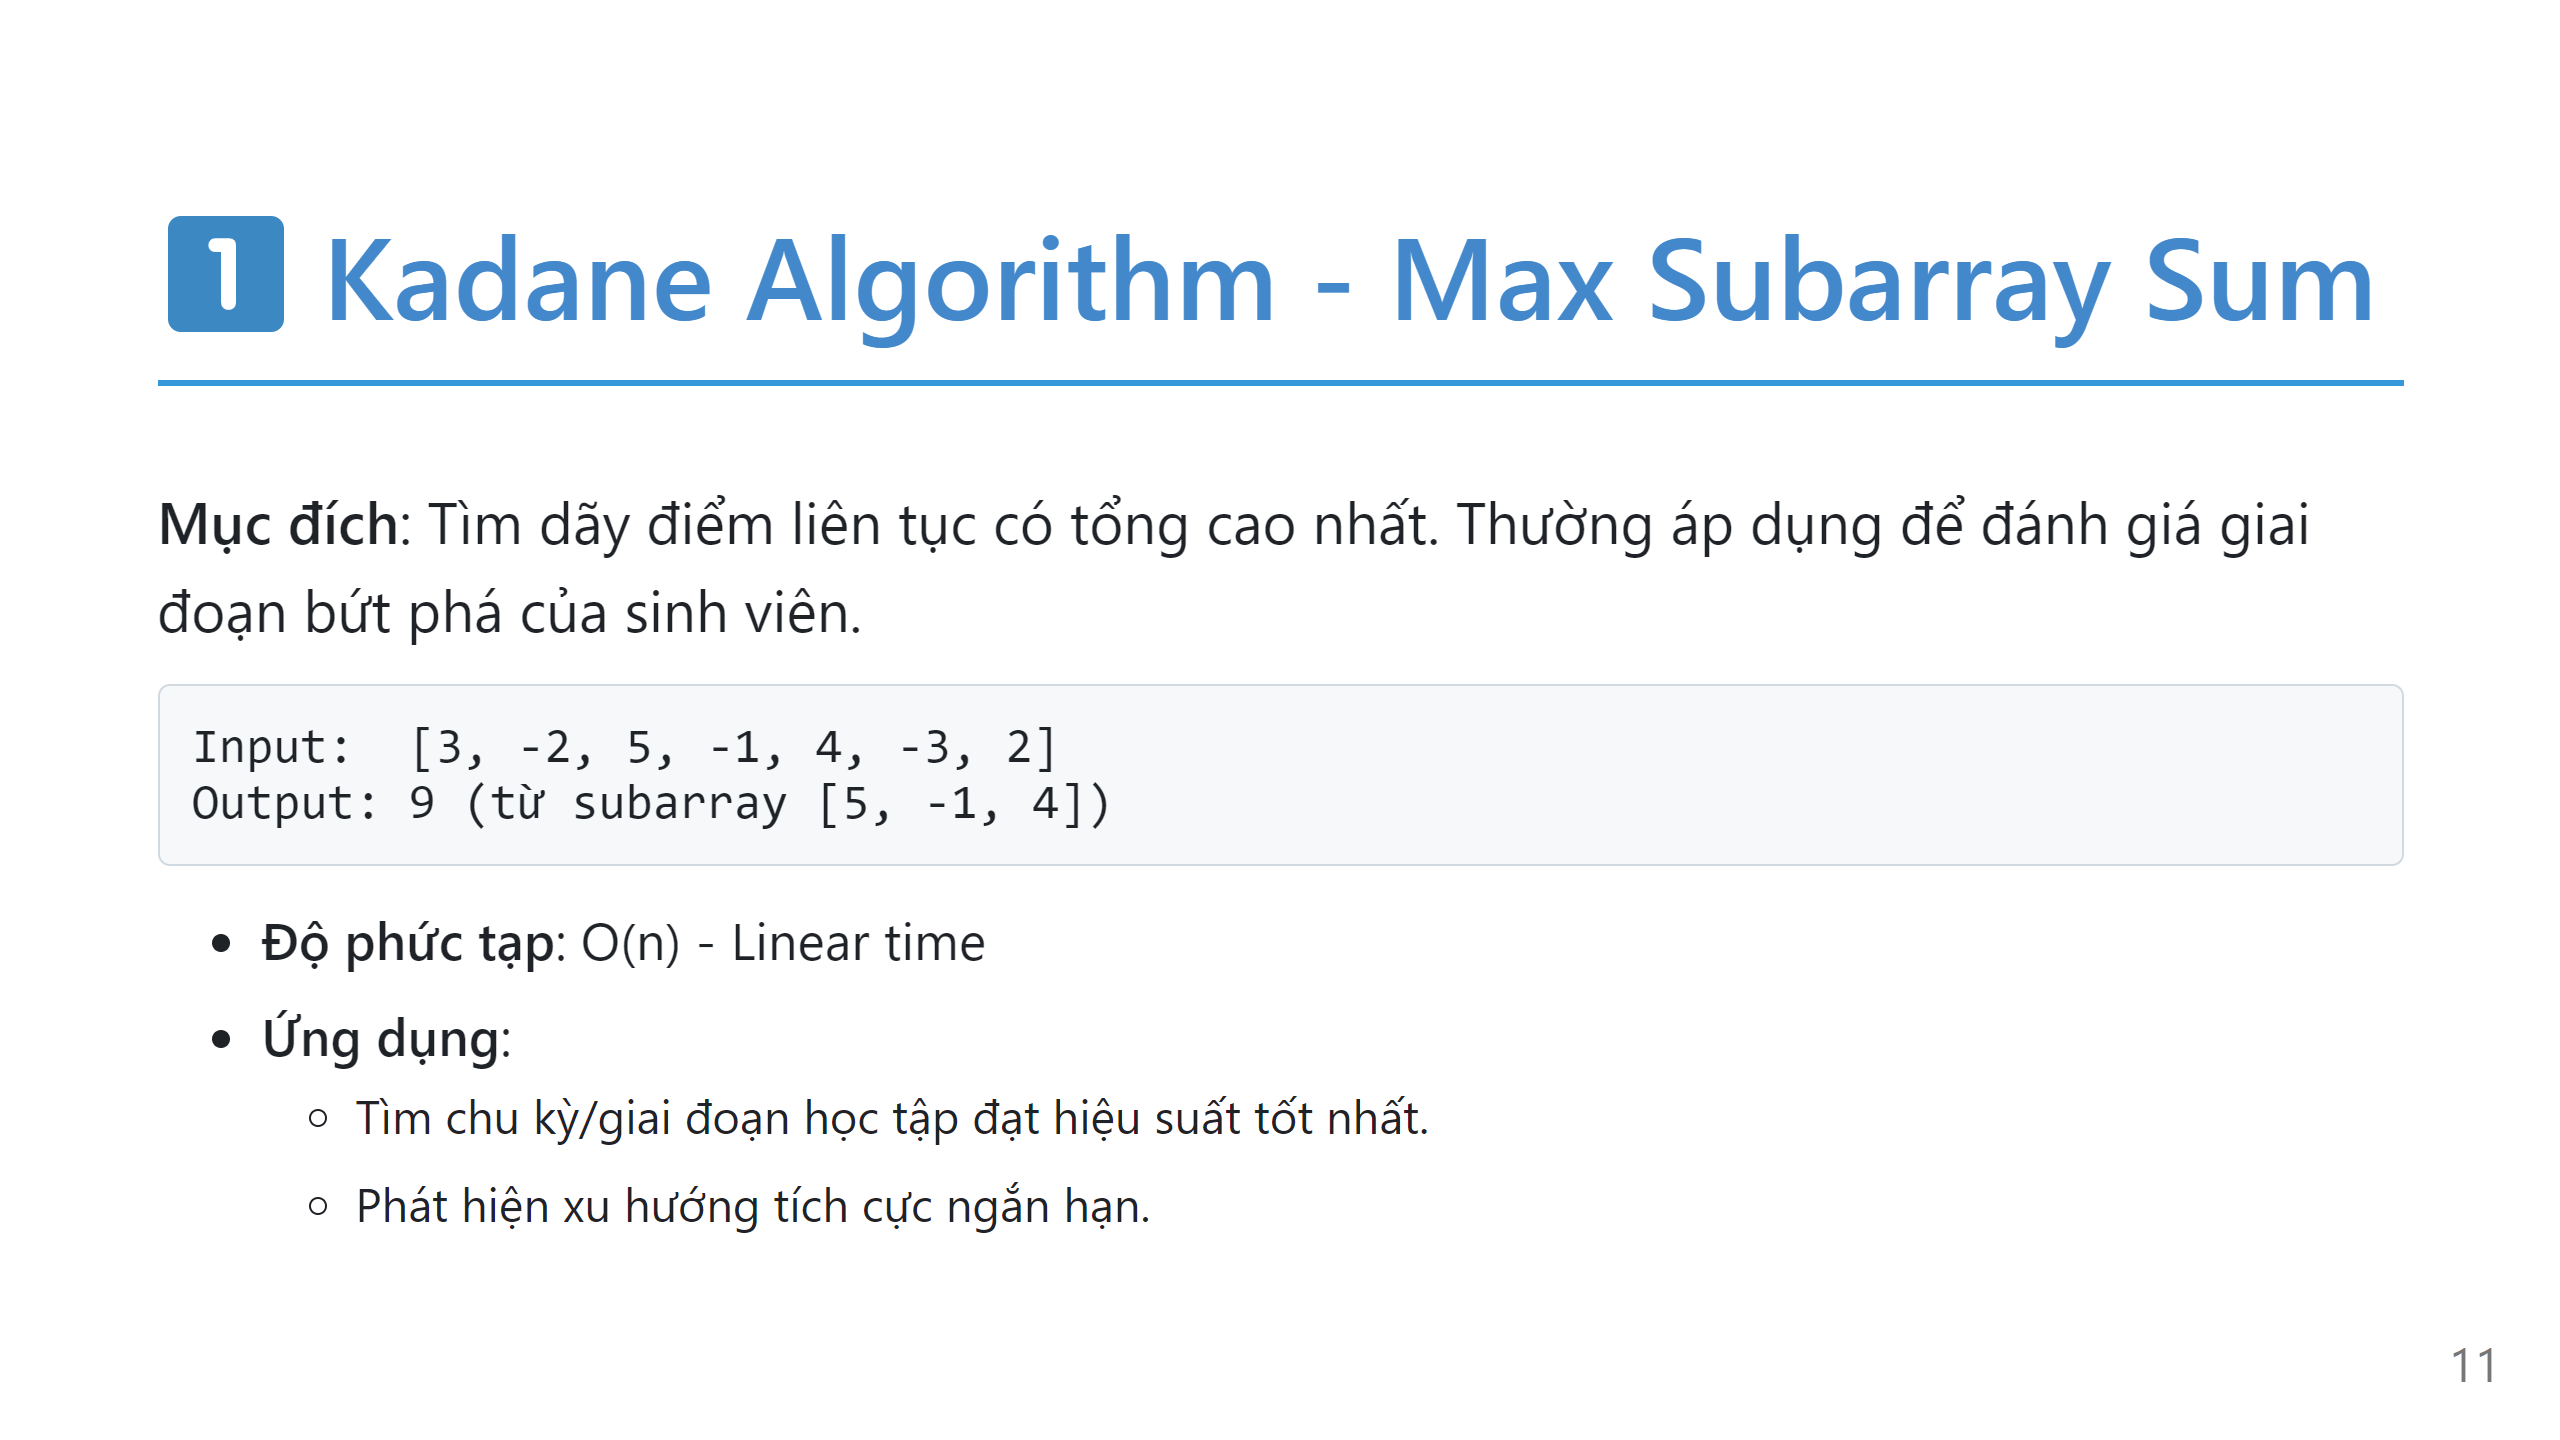 1 Kadane Algorithm - Max Subarray Sum
Mục đích: Tìm dãy điểm liên tục có tổng cao nhất. Thường áp dụng để đánh giá giai
đoạn bứt phá của sinh viên.
Input:  [3, -2, 5, -1, 4, -3, 2]
Output: 9 (từ subarray [5, -1, 4])
• Độ phức tạp: O(n) - Linear time
• Ứng dụng:
○ Tìm chu kỳ/giai đoạn học tập đạt hiệu suất tốt nhất.
○ Phát hiện xu hướng tích cực ngắn hạn.
11